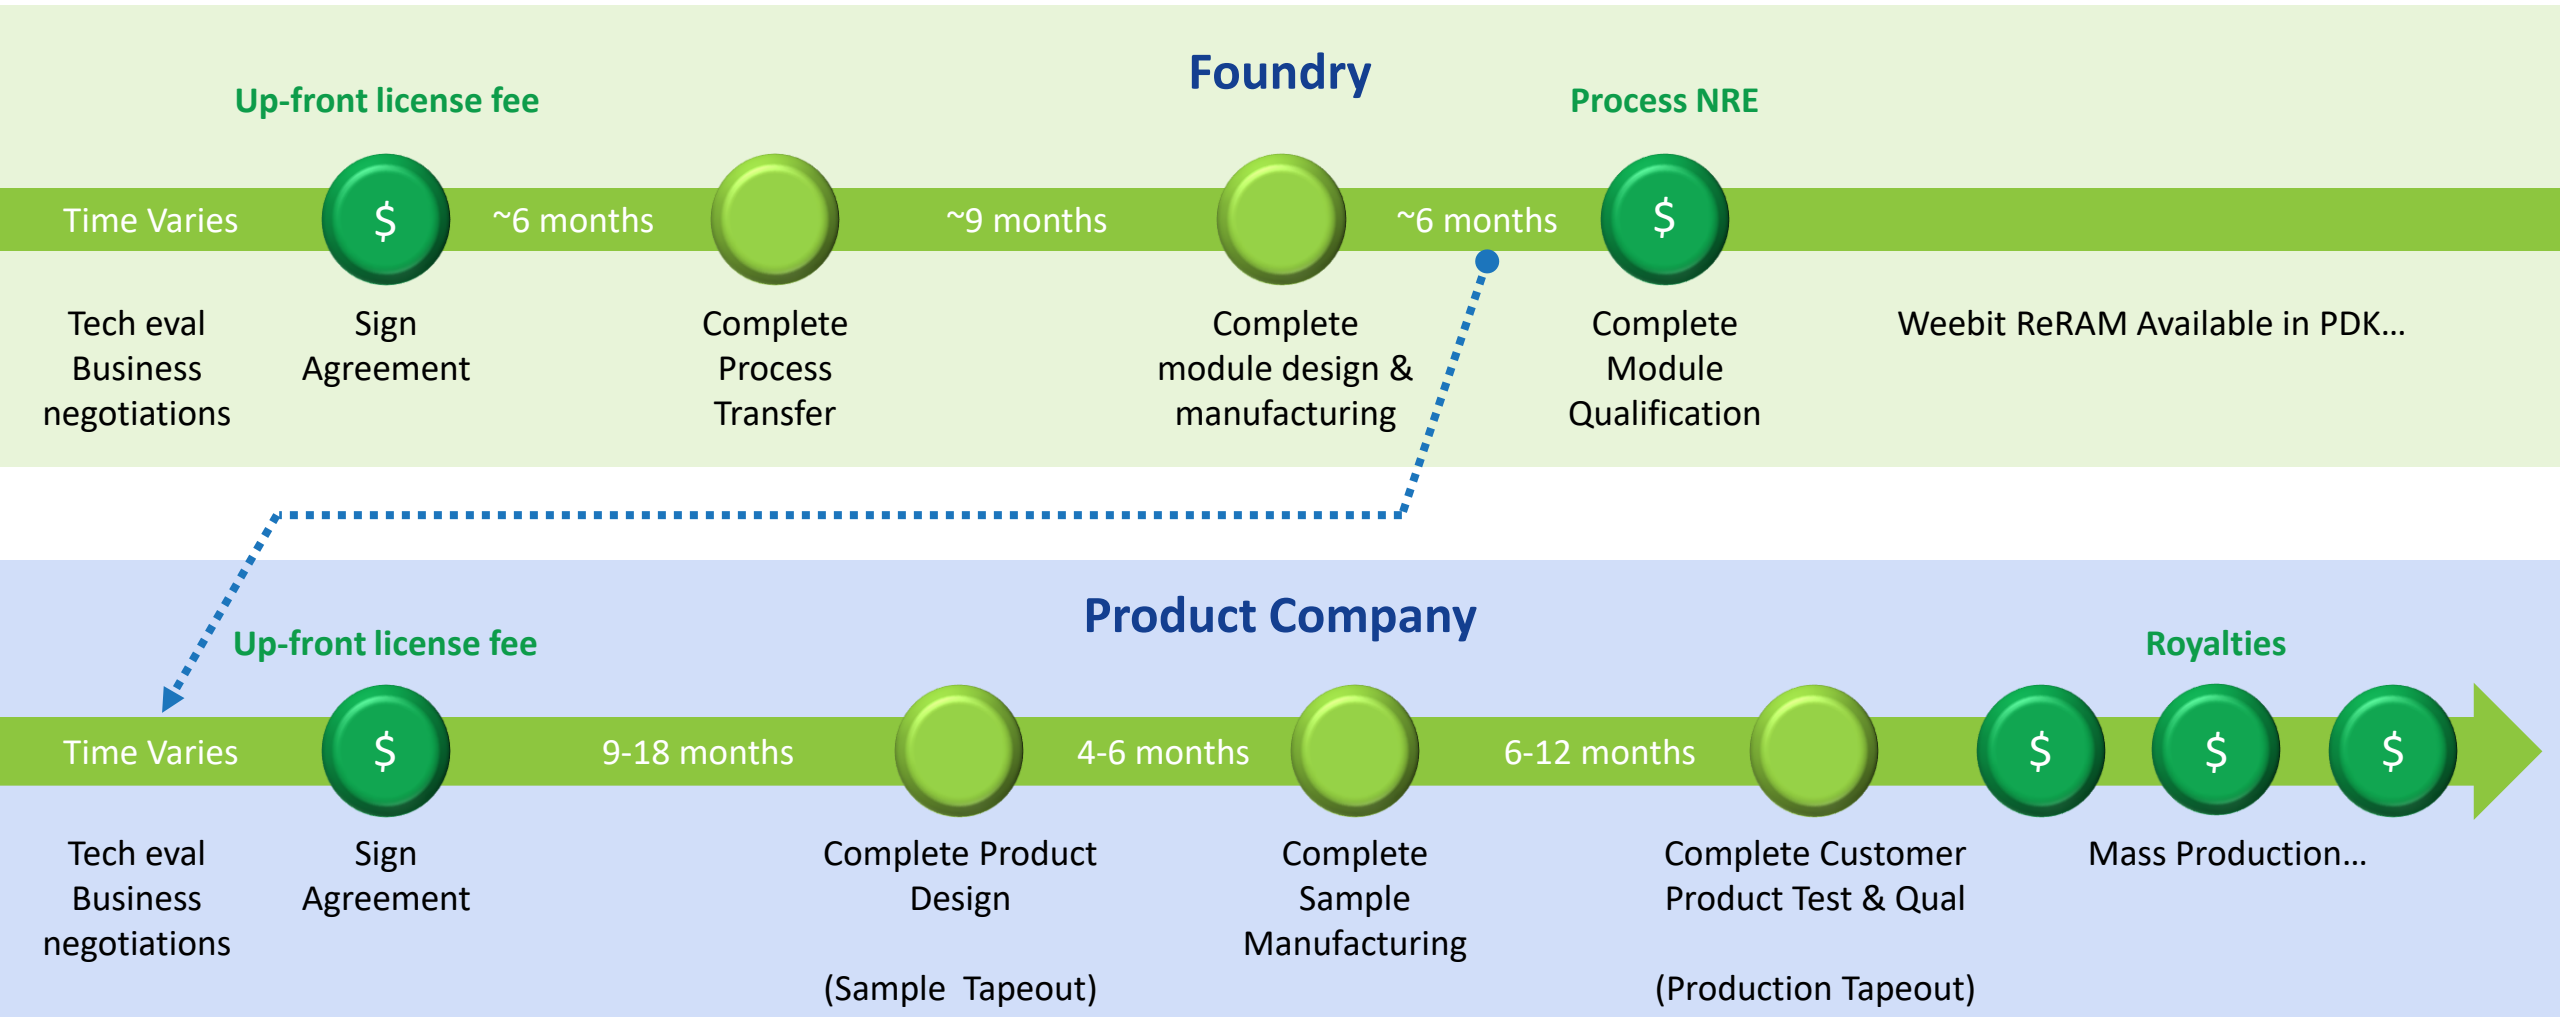 Foundry
Up-front license fee
Process NRE
Time Varies
$
~6 months
~9 months
~6 months
$
Tech eval
Business
negotiations
Sign
Agreement
Complete
Process
Transfer
Complete
module design &
manufacturing
Complete
Module
Qualification
Weebit ReRAM Available in PDK...
Product Company
Up-front license fee
Royalties
Time Varies
$
9-18 months
4-6 months
6-12 months
$
$
$
Tech eval
Business
negotiations
Sign
Agreement
Complete Product
Design
(Sample Tapeout)
Complete
Sample
Manufacturing
Complete Customer
Product Test & Qual
(Production Tapeout)
Mass Production...